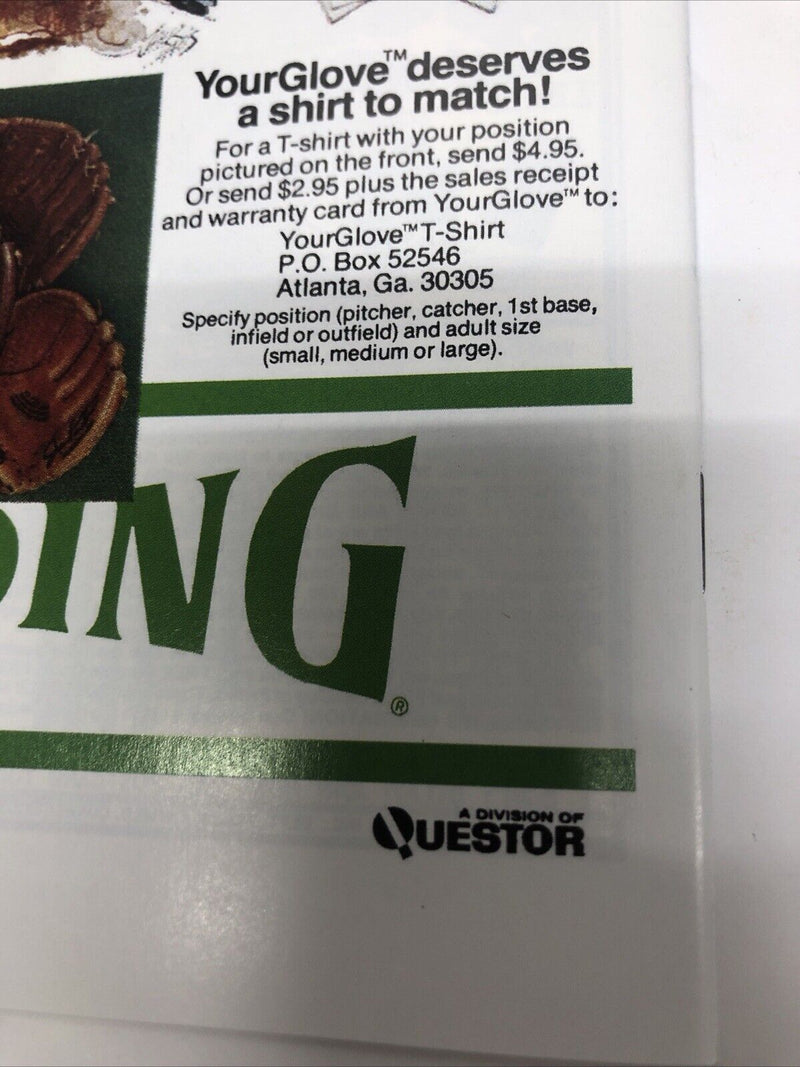 YourGlove™ deserves
a shirt to match!
For a T-shirt with your position
pictured on the front, send $4.95.
Or send $2.95 plus the sales receipt
and warranty card from YourGlove™ to:
YourGlove™ T-Shirt
P.O. Box 52546
Atlanta, Ga. 30305
Specify position (pitcher, catcher, 1st base,
infield or outfield) and adult size
(small, medium or large).
DING®
A DIVISION OF
QUESTOR